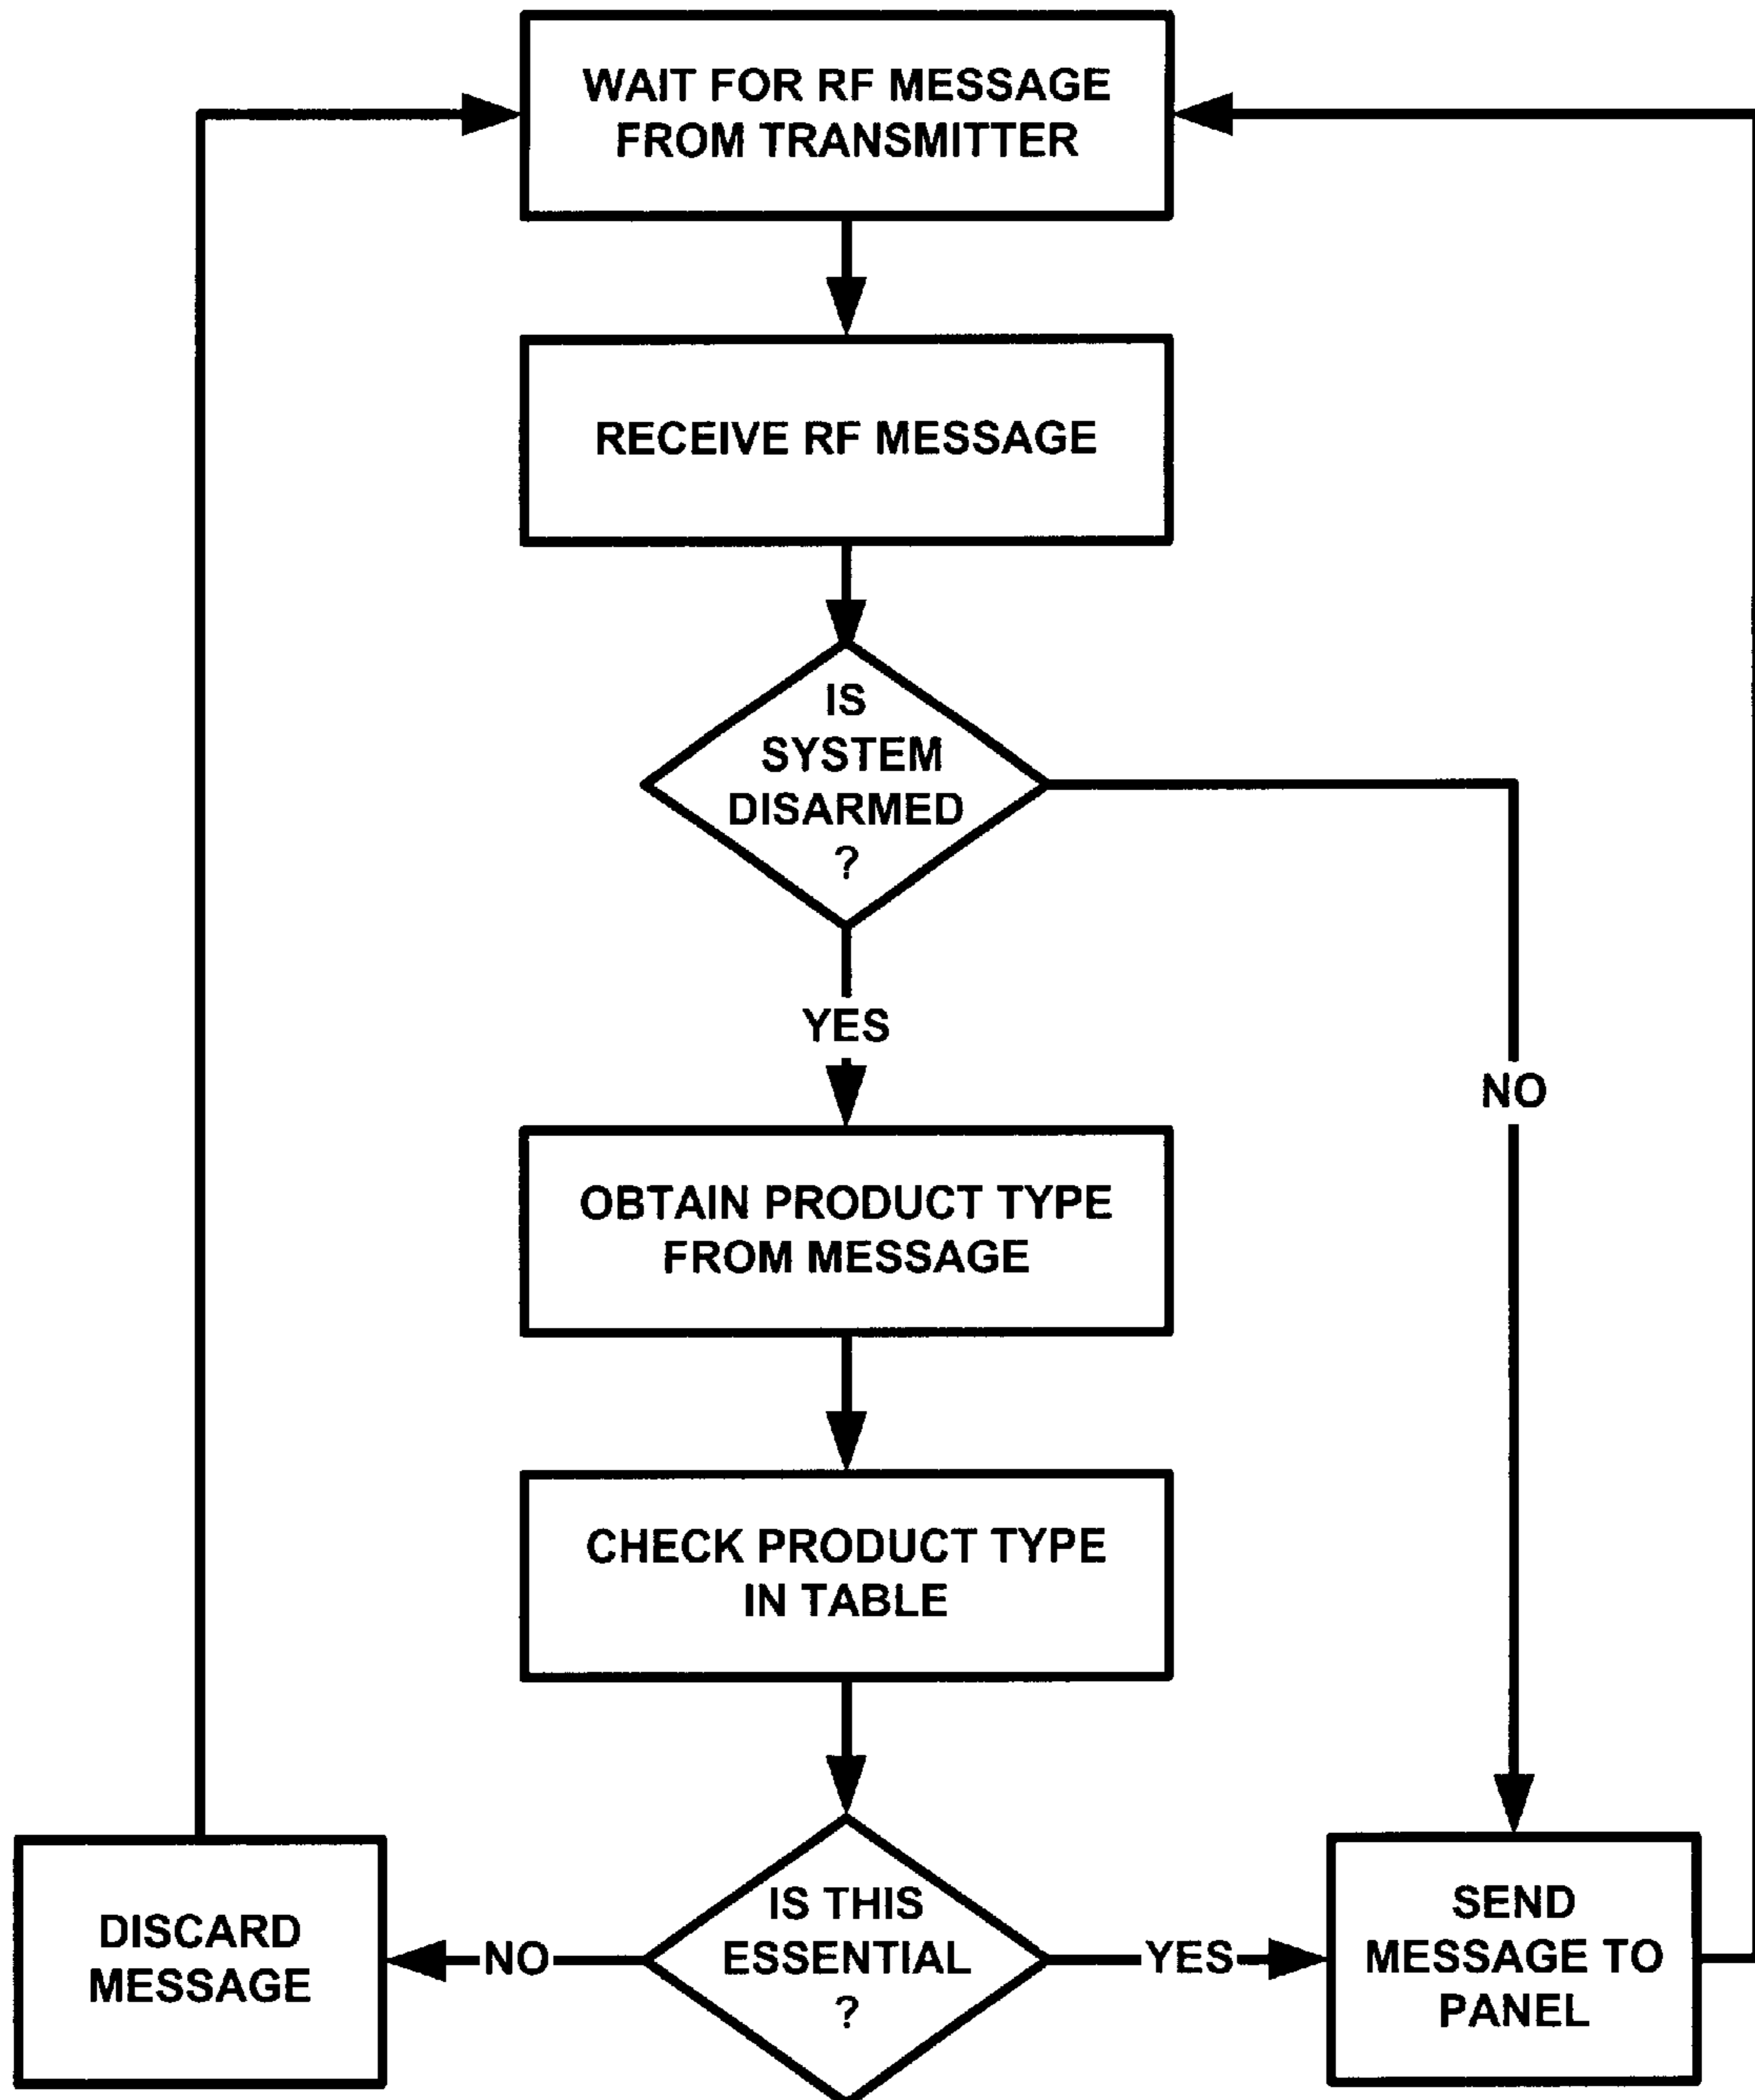 WAIT FOR RF MESSAGE
FROM TRANSMITTER
RECEIVE RF MESSAGE
IS
SYSTEM
DISARMED
?
YES
NO
OBTAIN PRODUCT TYPE
FROM MESSAGE
CHECK PRODUCT TYPE
IN TABLE
DISCARD
MESSAGE
NO
IS THIS
ESSENTIAL
?
YES
SEND
MESSAGE TO
PANEL